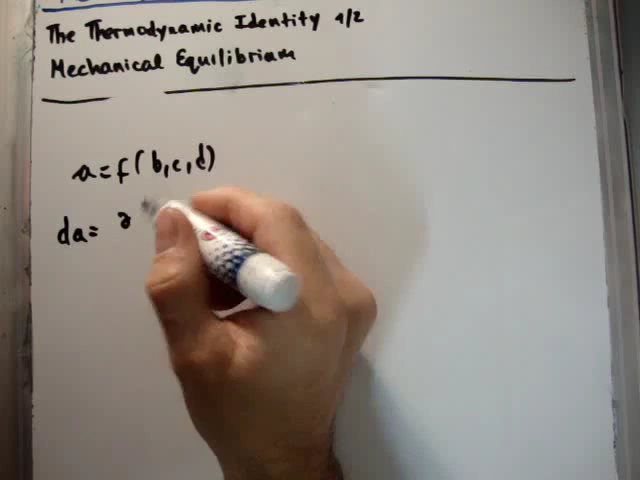 The Thermodynamic Identity 1/2
Mechanical Equilibrium
a=f(b,c,d)
da= ∂